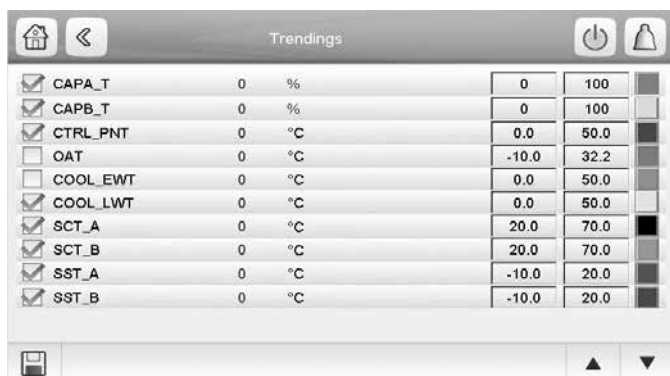 Trendings
CAPA_T 0 % 0 100
CAPB_T 0 % 0 100
CTRL_PNT 0 °C 0.0 50.0
OAT 0 °C -10.0 32.2
COOL_EWT 0 °C 0.0 50.0
COOL_LWT 0 °C 0.0 50.0
SCT_A 0 °C 20.0 70.0
SCT_B 0 °C 20.0 70.0
SST_A 0 °C -10.0 20.0
SST_B 0 °C -10.0 20.0